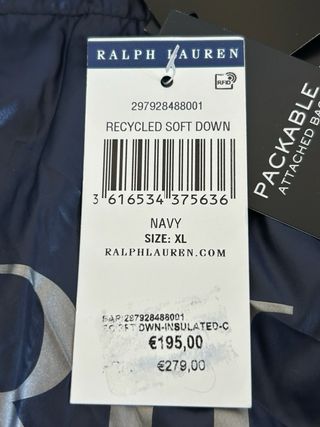 RALPH LAUREN
RFID
297928488001
RECYCLED SOFT DOWN
3 616534 375636
NAVY
SIZE: XL
RALPHLAUREN.COM
297928488001
DWN-INSULATED-C
€195,00
€279,00
PACKABLE
ATTACHED